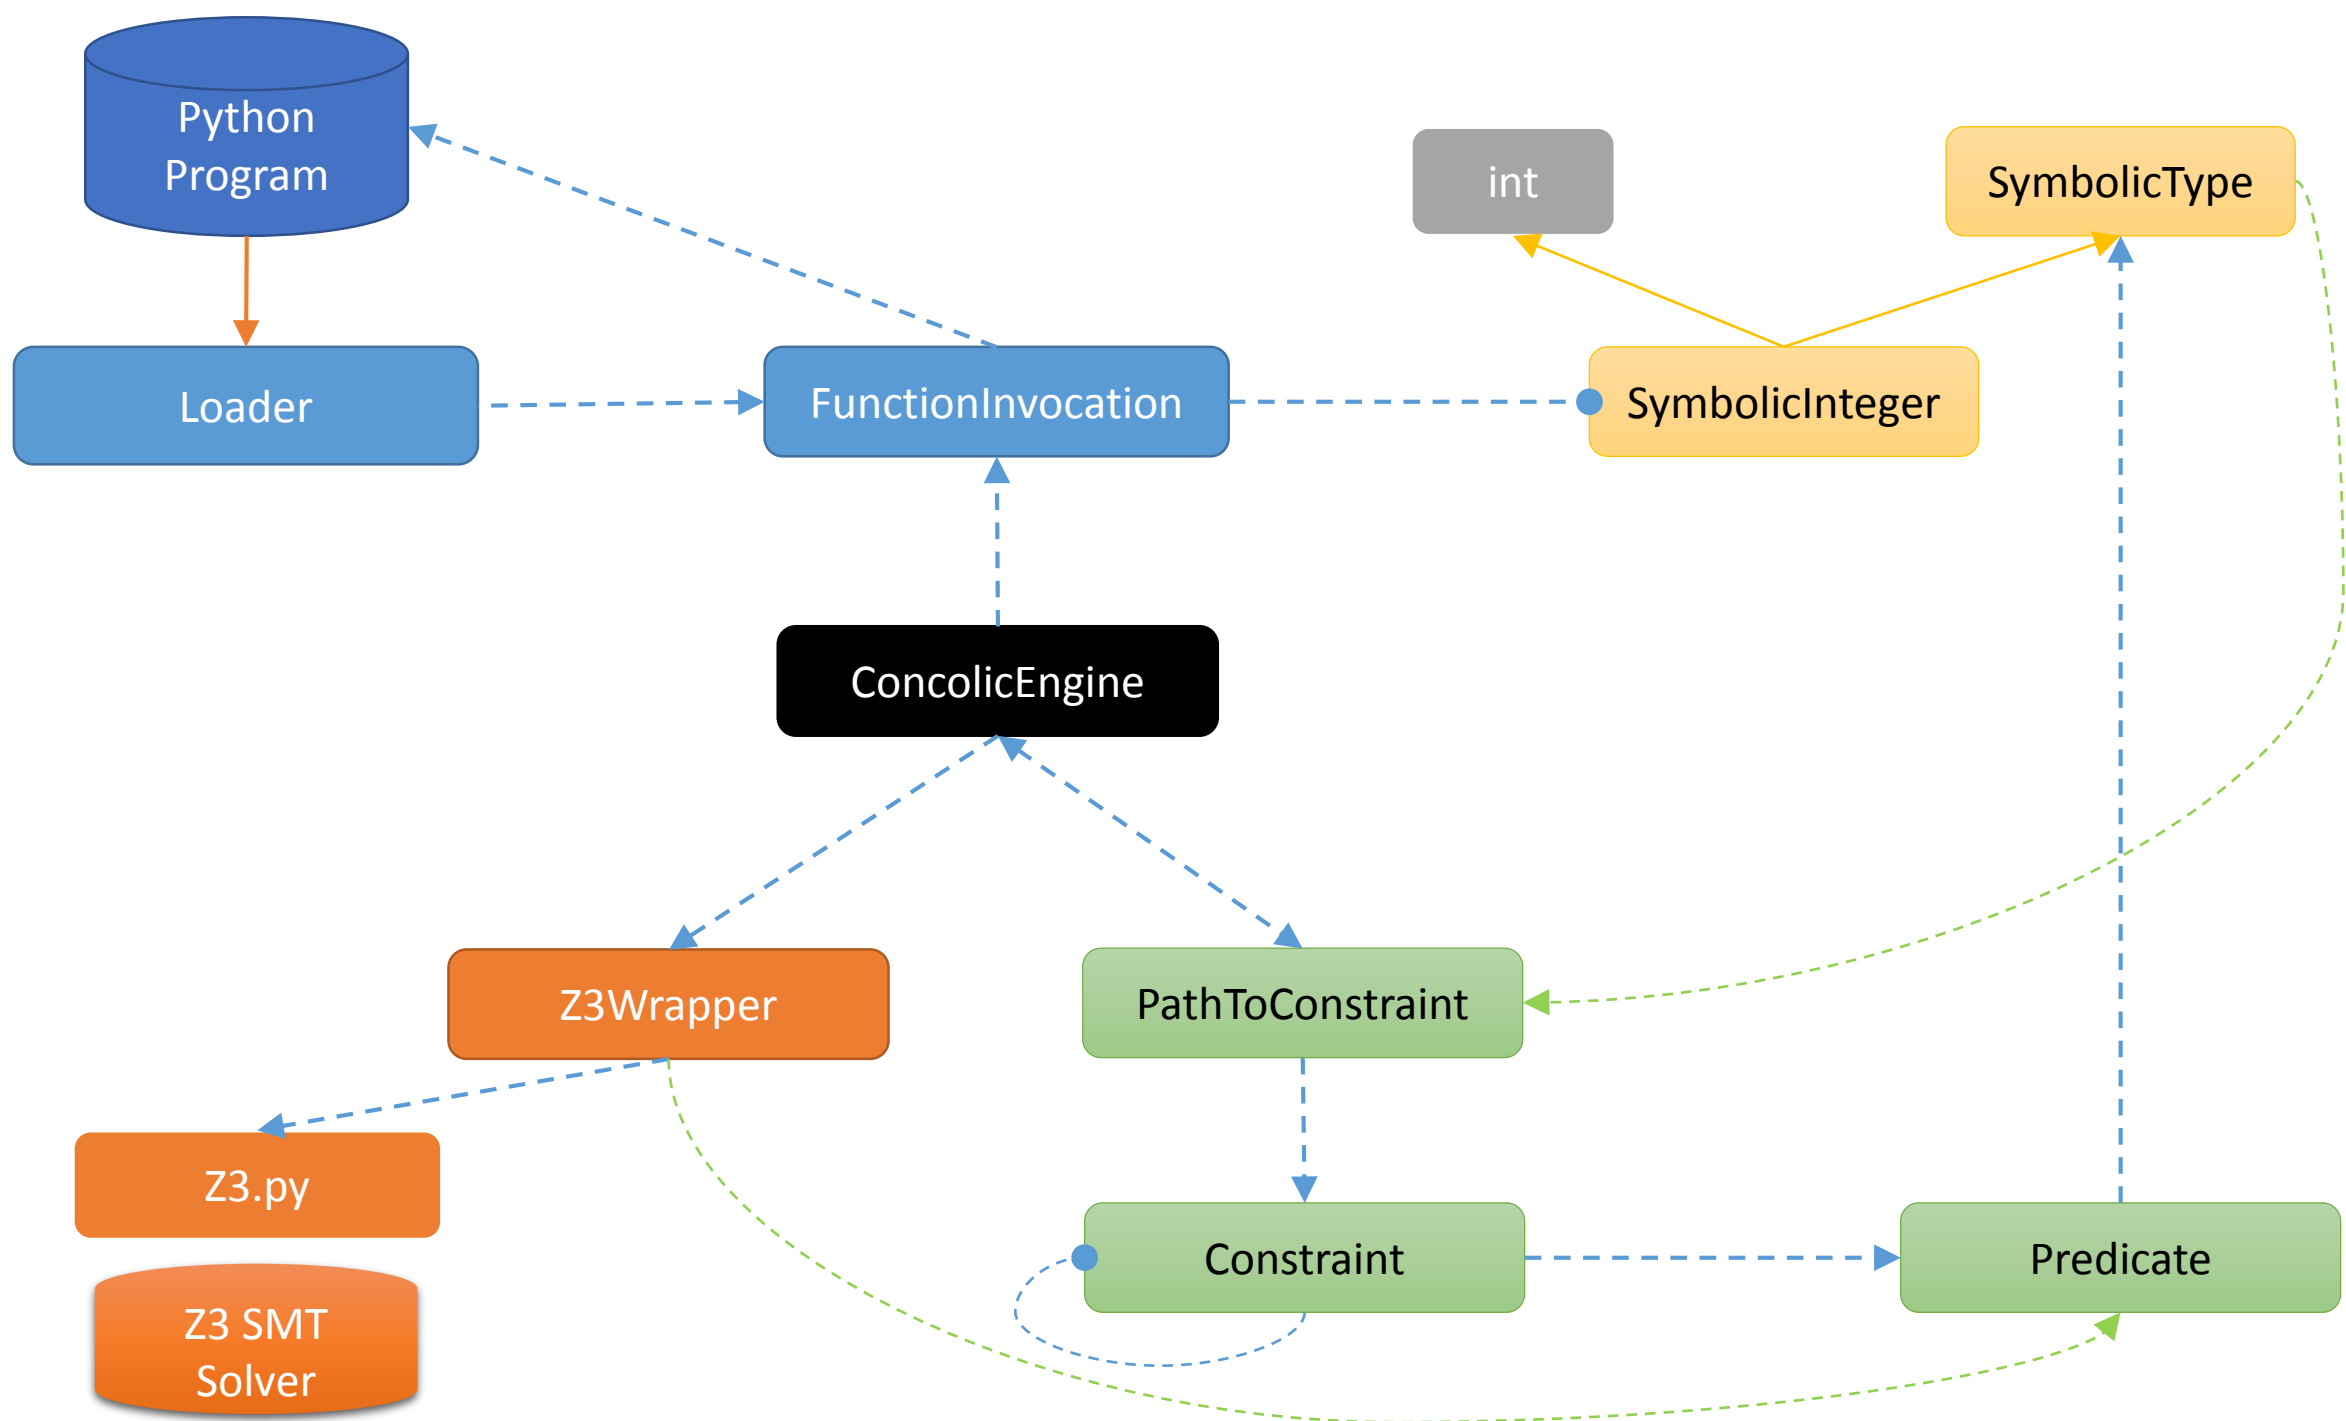 Python
Program
int
SymbolicType
Loader
FunctionInvocation
SymbolicInteger
ConcolicEngine
Z3Wrapper
PathToConstraint
Z3.py
Constraint
Predicate
Z3 SMT
Solver